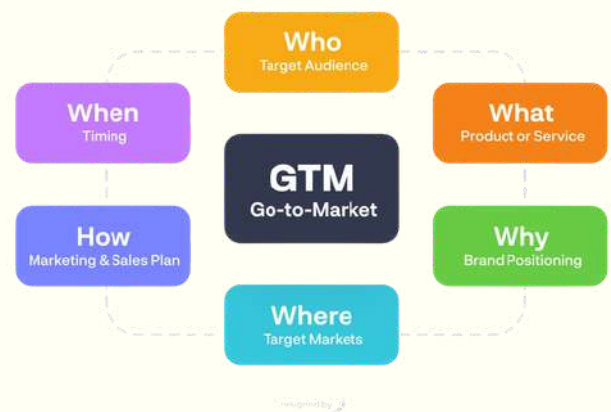 Who
Target Audience
When
Timing
What
Product or Service
GTM
Go-to-Market
How
Marketing & Sales Plan
Why
Brand Positioning
Where
Target Markets